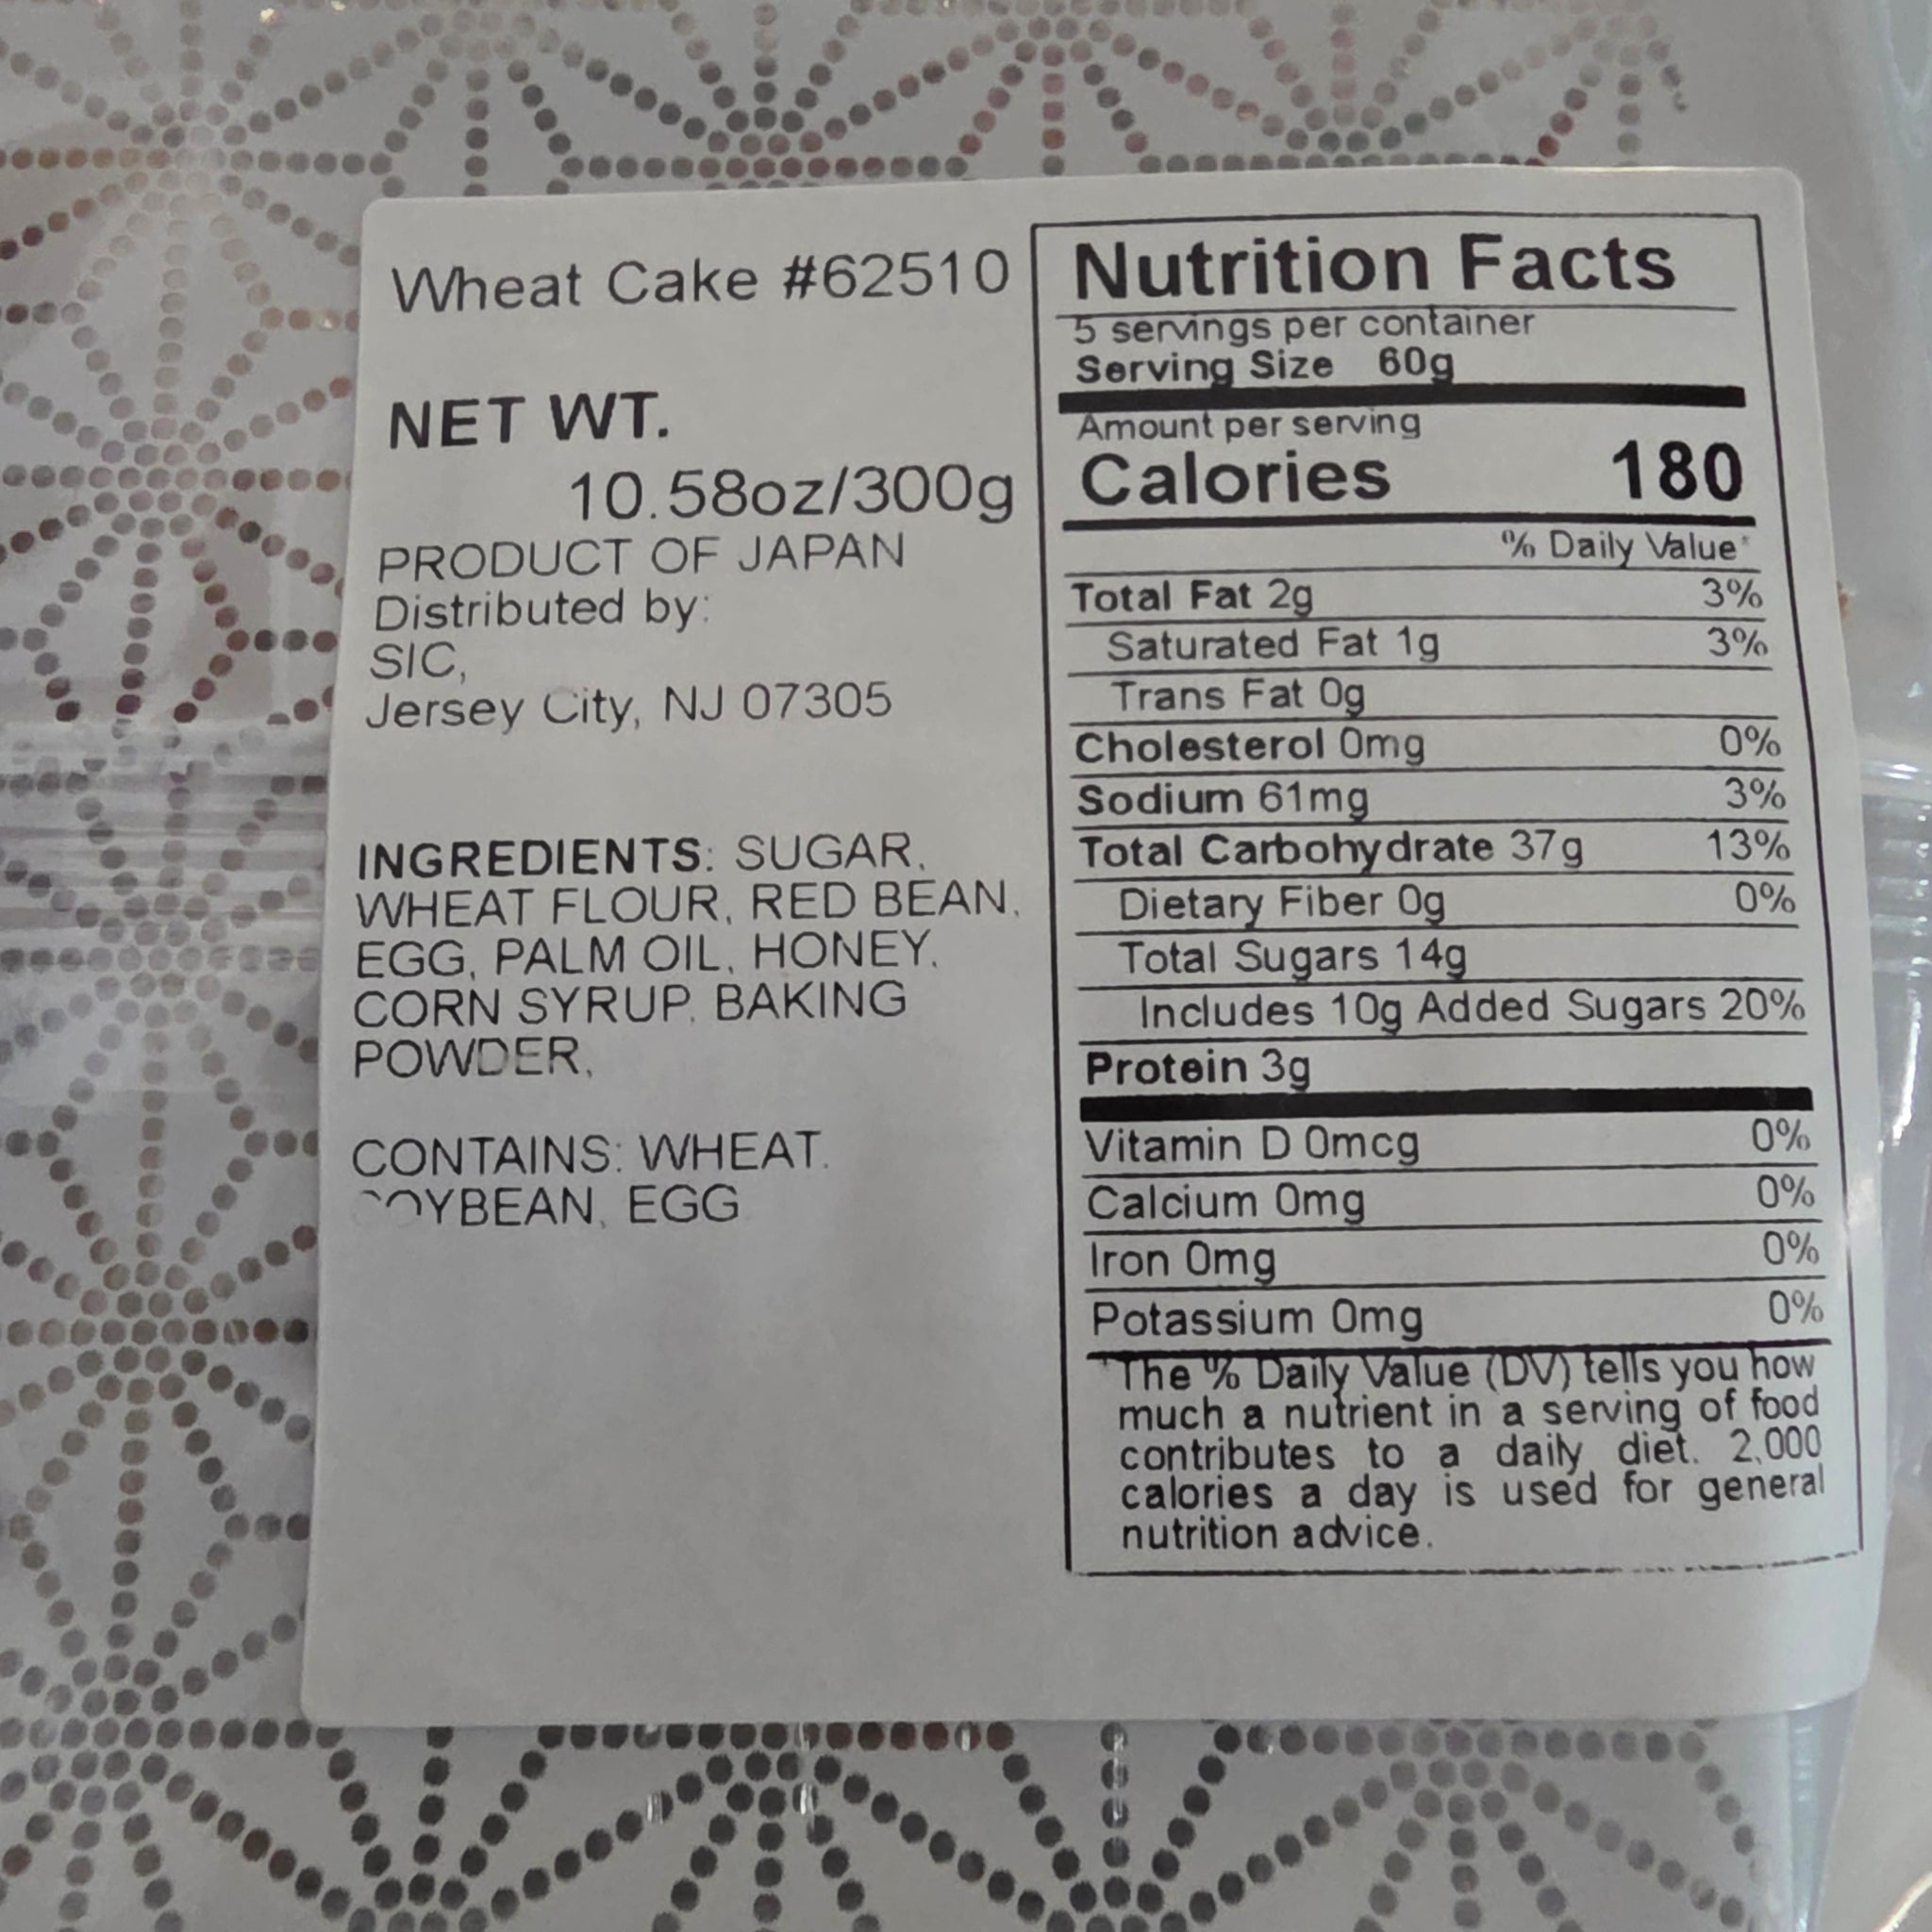 Wheat Cake #62510
NET WT.
10.58oz/300g
PRODUCT OF JAPAN
Distributed by:
SIC,
Jersey City, NJ 07305
INGREDIENTS: SUGAR,
WHEAT FLOUR, RED BEAN,
EGG, PALM OIL, HONEY,
CORN SYRUP, BAKING
POWDER,
CONTAINS: WHEAT,
SOYBEAN, EGG
Nutrition Facts
5 servings per container
Serving Size 60g
Amount per serving
Calories 180
% Daily Value*
Total Fat 2g 3%
Saturated Fat 1g 3%
Trans Fat 0g
Cholesterol 0mg 0%
Sodium 61mg 3%
Total Carbohydrate 37g 13%
Dietary Fiber 0g 0%
Total Sugars 14g
Includes 10g Added Sugars 20%
Protein 3g
Vitamin D 0mcg 0%
Calcium 0mg 0%
Iron 0mg 0%
Potassium 0mg 0%
*The % Daily Value (DV) tells you how
much a nutrient in a serving of food
contributes to a daily diet. 2,000
calories a day is used for general
nutrition advice.